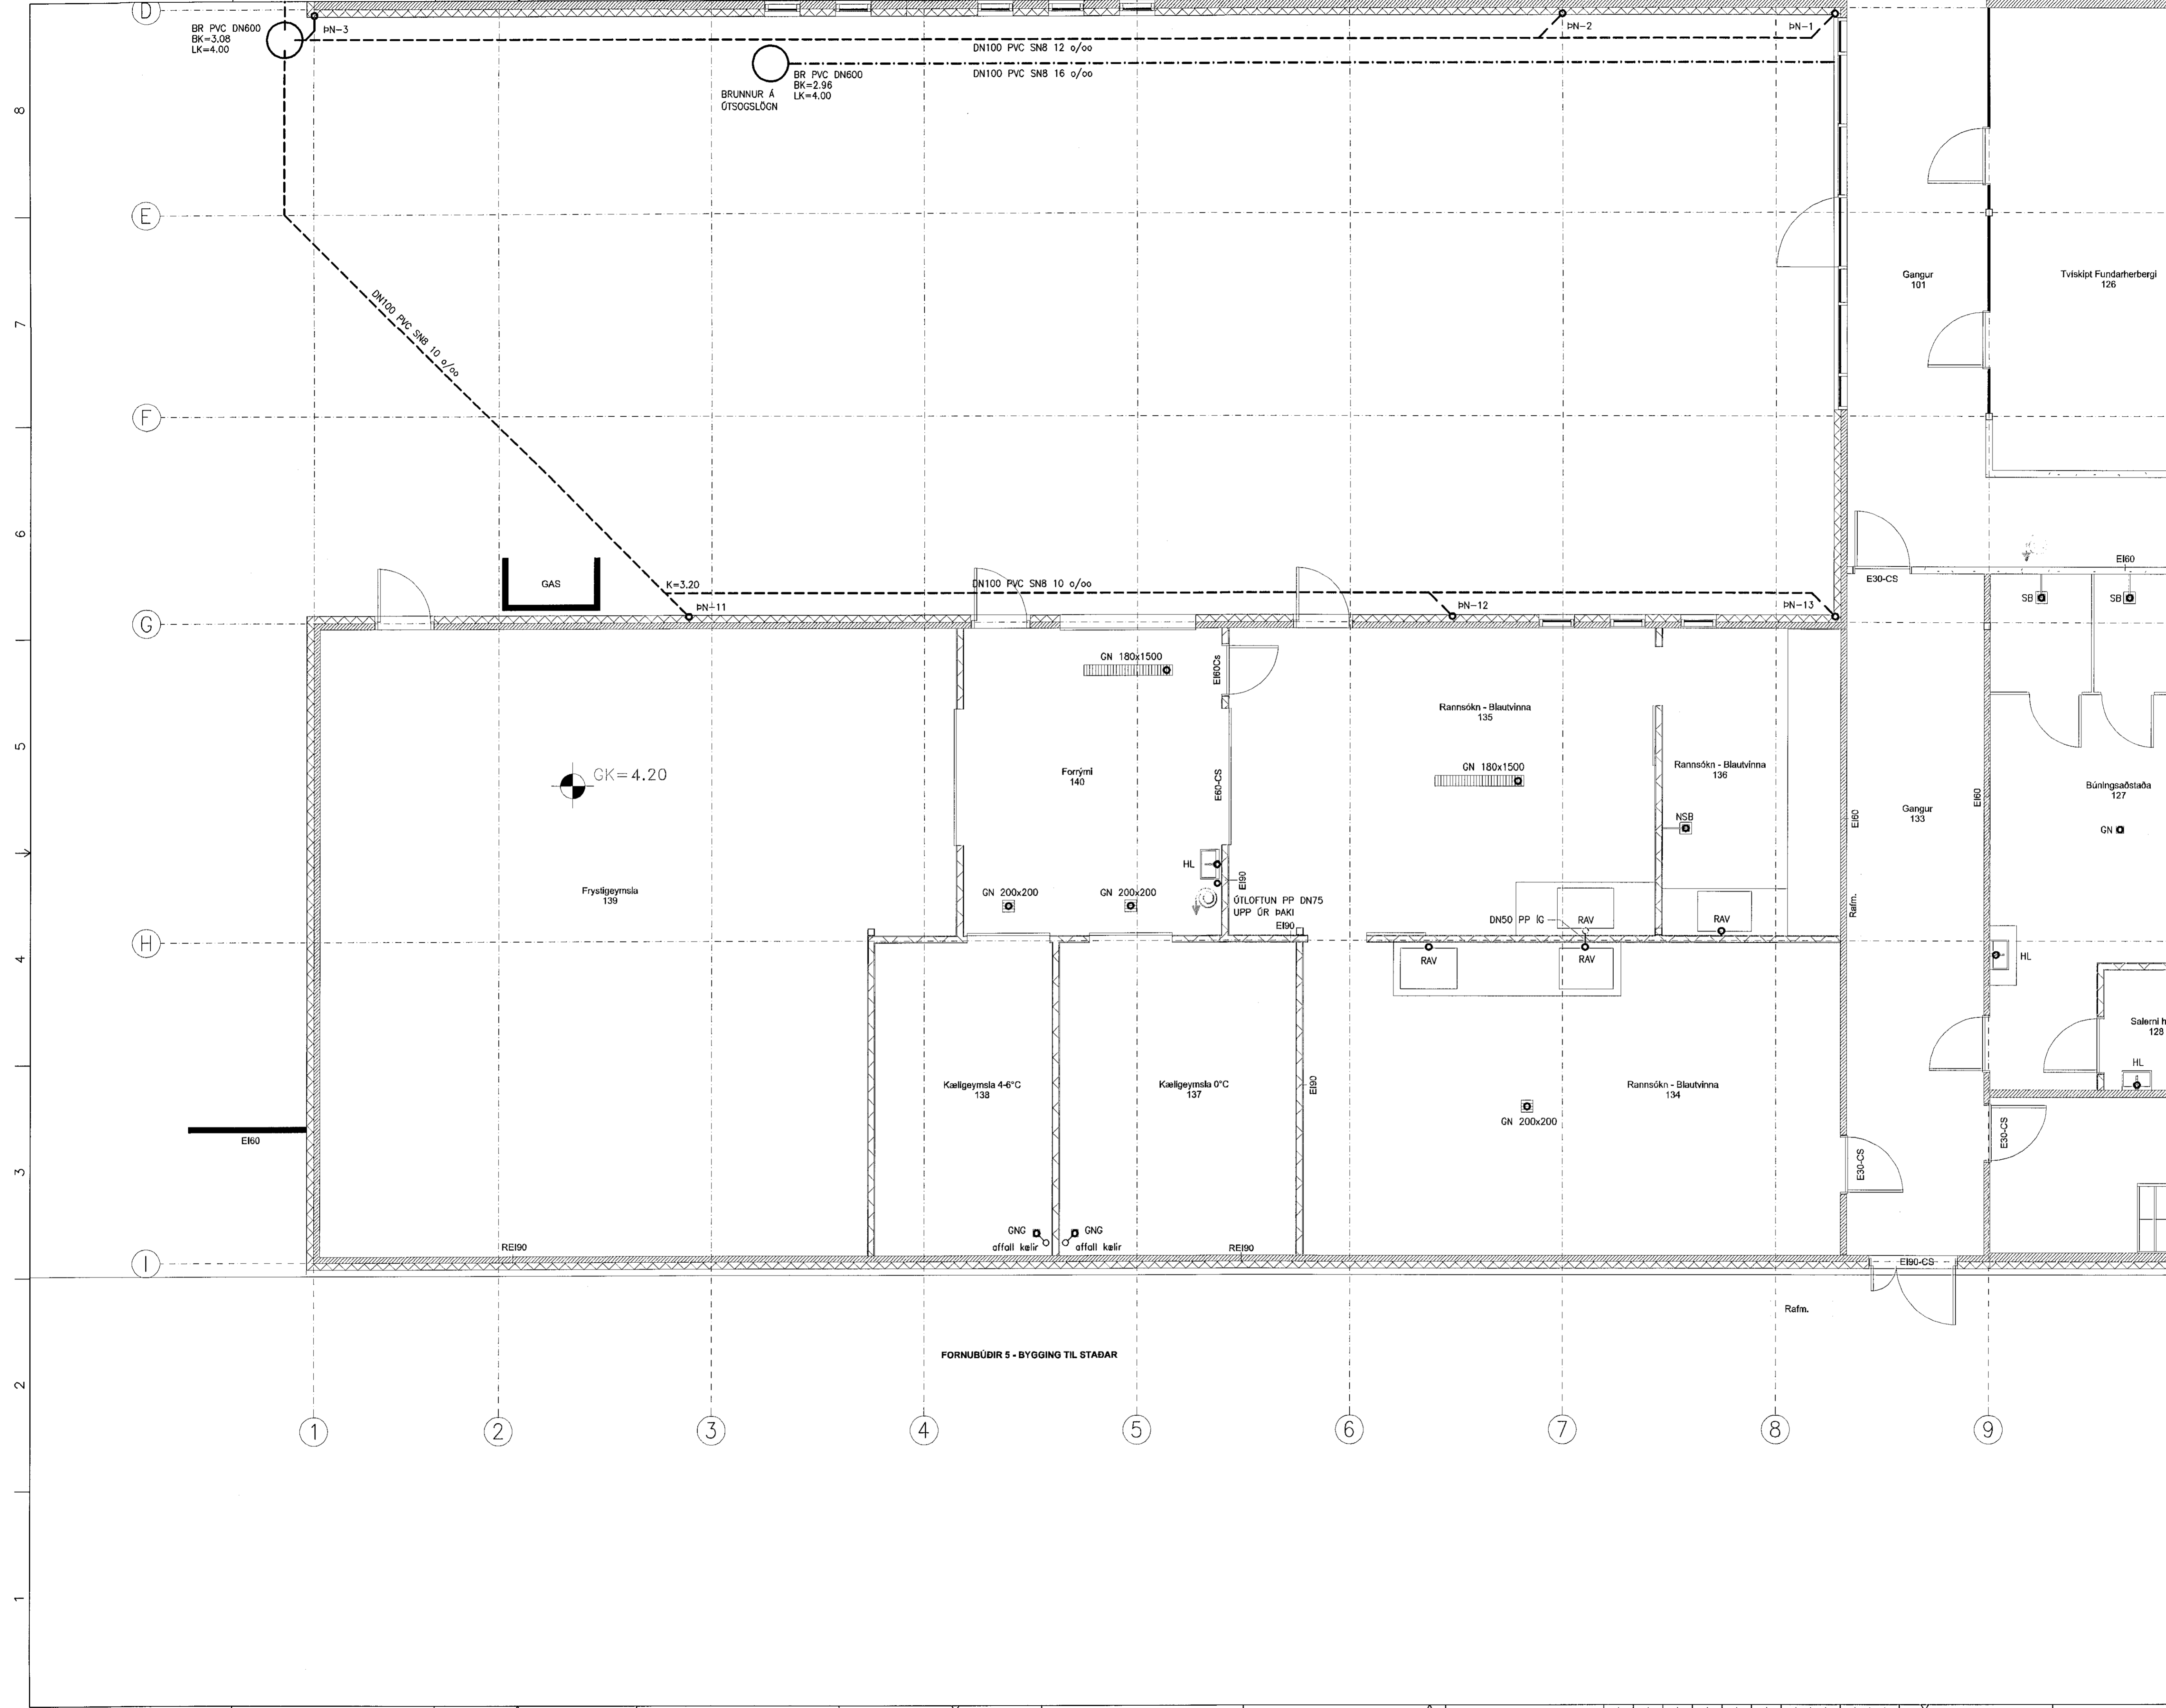 D
BR PVC DN600
BK=3.08
LK=4.00
ÞN-3
ÞN-2
ÞN-1
DN100 PVC SN8 12 o/oo
DN100 PVC SN8 16 o/oo
BR PVC DN600
BK=2.96
LK=4.00
BRUNNUR Á
ÚTSOGSLÖGN
8
E
Gangur
101
Tvískipt Fundarherbergi
126
7
DN100 PVC SN8 10 o/oo
F
6
GAS
K=3.20
DN100 PVC SN8 10 o/oo
E30-CS
EI60
ÞN-11
ÞN-12
ÞN-13
SB
SB
G
GN 180x1500
EI60Cs
Rannsókn - Blautvinna
135
5
GK=4.20
Forrými
140
E60-CS
GN 180x1500
Rannsókn - Blautvinna
136
NSB
Gangur
133
EI60
EI60
Búningsaðstaða
127
GN
HL
EI90
Frystigeymsla
139
GN 200x200
GN 200x200
ÚTLOFTUN PP DN75
UPP ÚR ÞAKI
EI90
DN50 PP ÍG
RAV
RAV
Rafm.
H
4
RAV
RAV
HL
Salerni h
128
HL
Kæligeymsla 4-6°C
138
Kæligeymsla 0°C
137
EI90
Rannsókn - Blautvinna
134
GN 200x200
EI60
E30-CS
E30-CS
3
GNG
affall kælir
GNG
affall kælir
REI90
REI90
I
EI90-CS
Rafm.
FORNUBÚÐIR 5 - BYGGING TIL STAÐAR
2
1
2
3
4
5
6
7
8
9
1